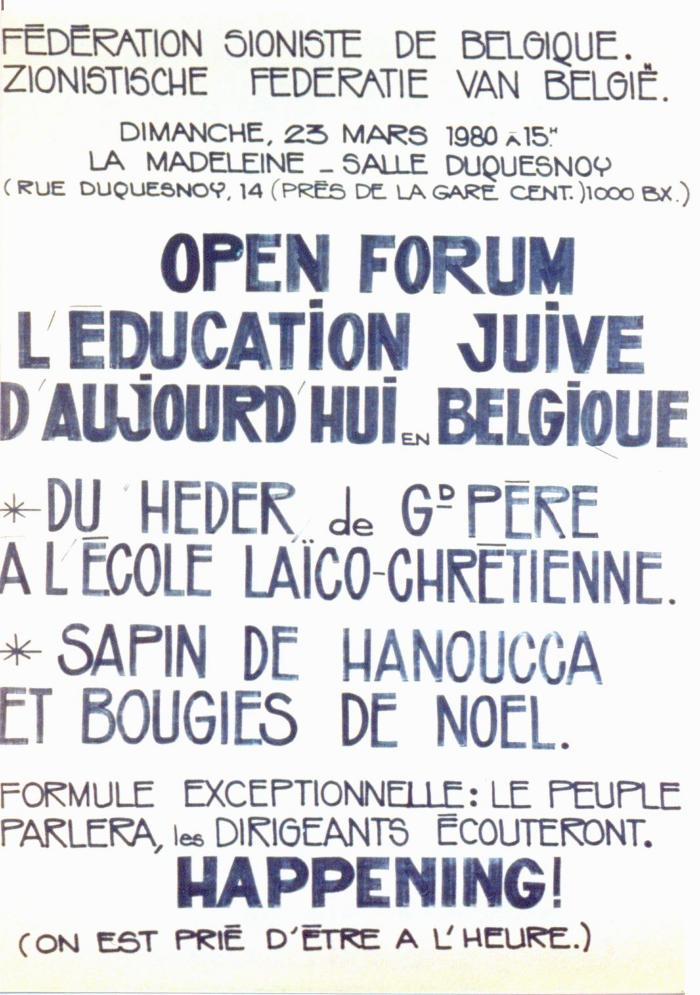 FÉDÉRATION SIONISTE DE BELGIQUE.
ZIONISTISCHE FEDERATIE VAN BELGIË.
DIMANCHE, 23 MARS 1980 À 15.H
LA MADELEINE - SALLE DUQUESNOY
(RUE DUQUESNOY, 14 (PRÈS DE LA GARE CENT.) 1000 BX.)
OPEN FORUM
L'ÉDUCATION JUIVE
D'AUJOURD'HUI EN BELGIQUE
* DU HEDER de GD PÈRE
A L'ÉCOLE LAÏCO-CHRÉTIENNE.
* SAPIN DE HANOUCCA
ET BOUGIES DE NOEL.
FORMULE EXCEPTIONNELLE: LE PEUPLE
PARLERA, les DIRIGEANTS ÉCOUTERONT.
HAPPENING!
(ON EST PRIÉ D'ÊTRE A L'HEURE.)